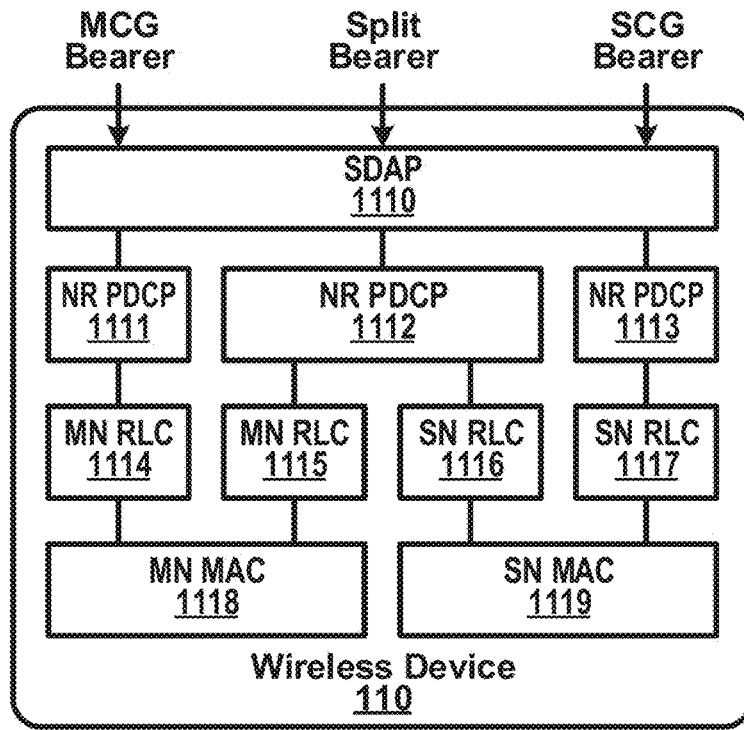 MCG Split SCG
Bearer Bearer Bearer
SDAP
1110
NR PDCP NR PDCP NR PDCP
1111 1112 1113
MN RLC MN RLC SN RLC SN RLC
1114 1115 1116 1117
MN MAC SN MAC
1118 1119
Wireless Device
110